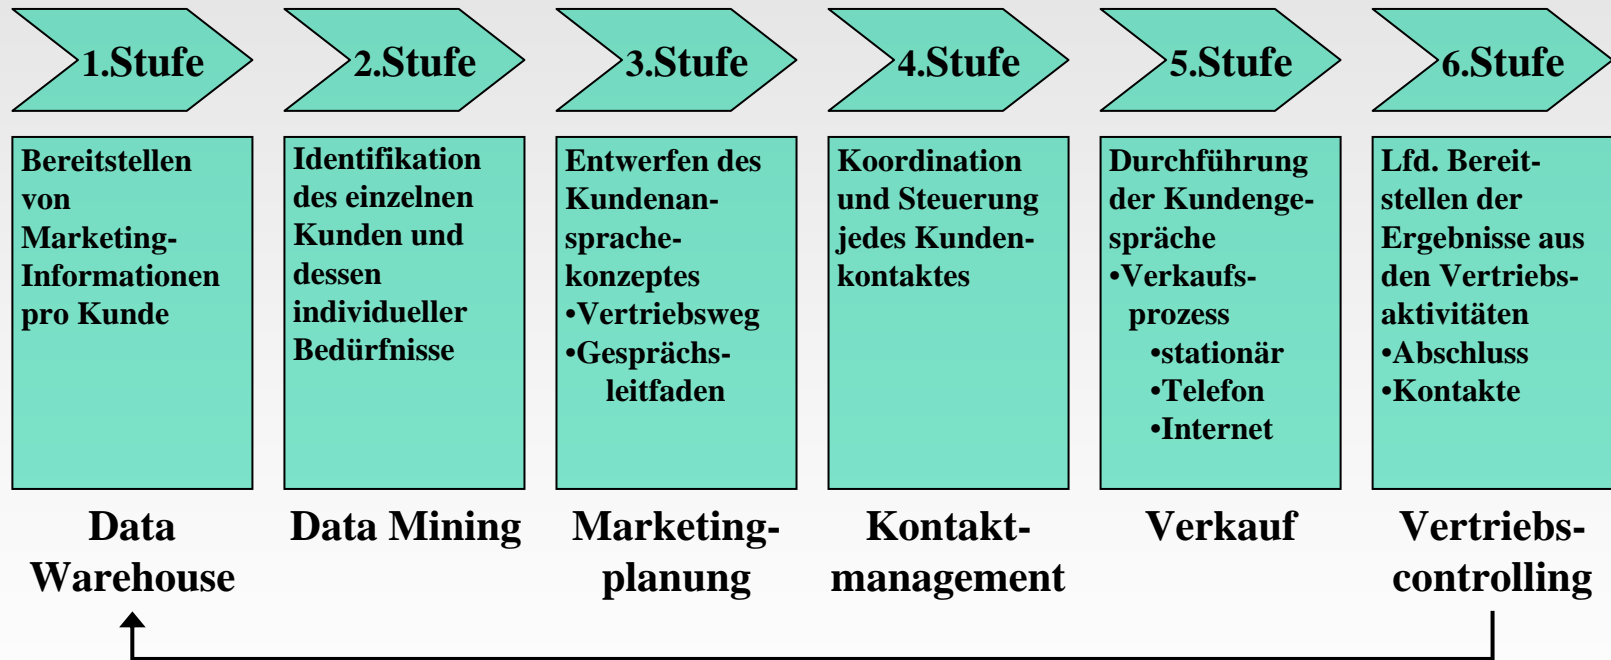 1.Stufe
2.Stufe
3.Stufe
4.Stufe
5.Stufe
6.Stufe
Bereitstellen
von
Marketing-
Informationen
pro Kunde
Identifikation
des einzelnen
Kunden und
dessen
individueller
Bedürfnisse
Entwerfen des
Kundenan-
sprache-
konzeptes
•Vertriebsweg
•Gesprächs-
leitfaden
Koordination
und Steuerung
jedes Kunden-
kontaktes
Durchführung
der Kundenge-
spräche
•Verkaufs-
prozess
•stationär
•Telefon
•Internet
Lfd. Bereit-
stellen der
Ergebnisse aus
den Vertriebs-
aktivitäten
•Abschluss
•Kontakte
Data
Warehouse
Data Mining
Marketing-
planung
Kontakt-
management
Verkauf
Vertriebs-
controlling